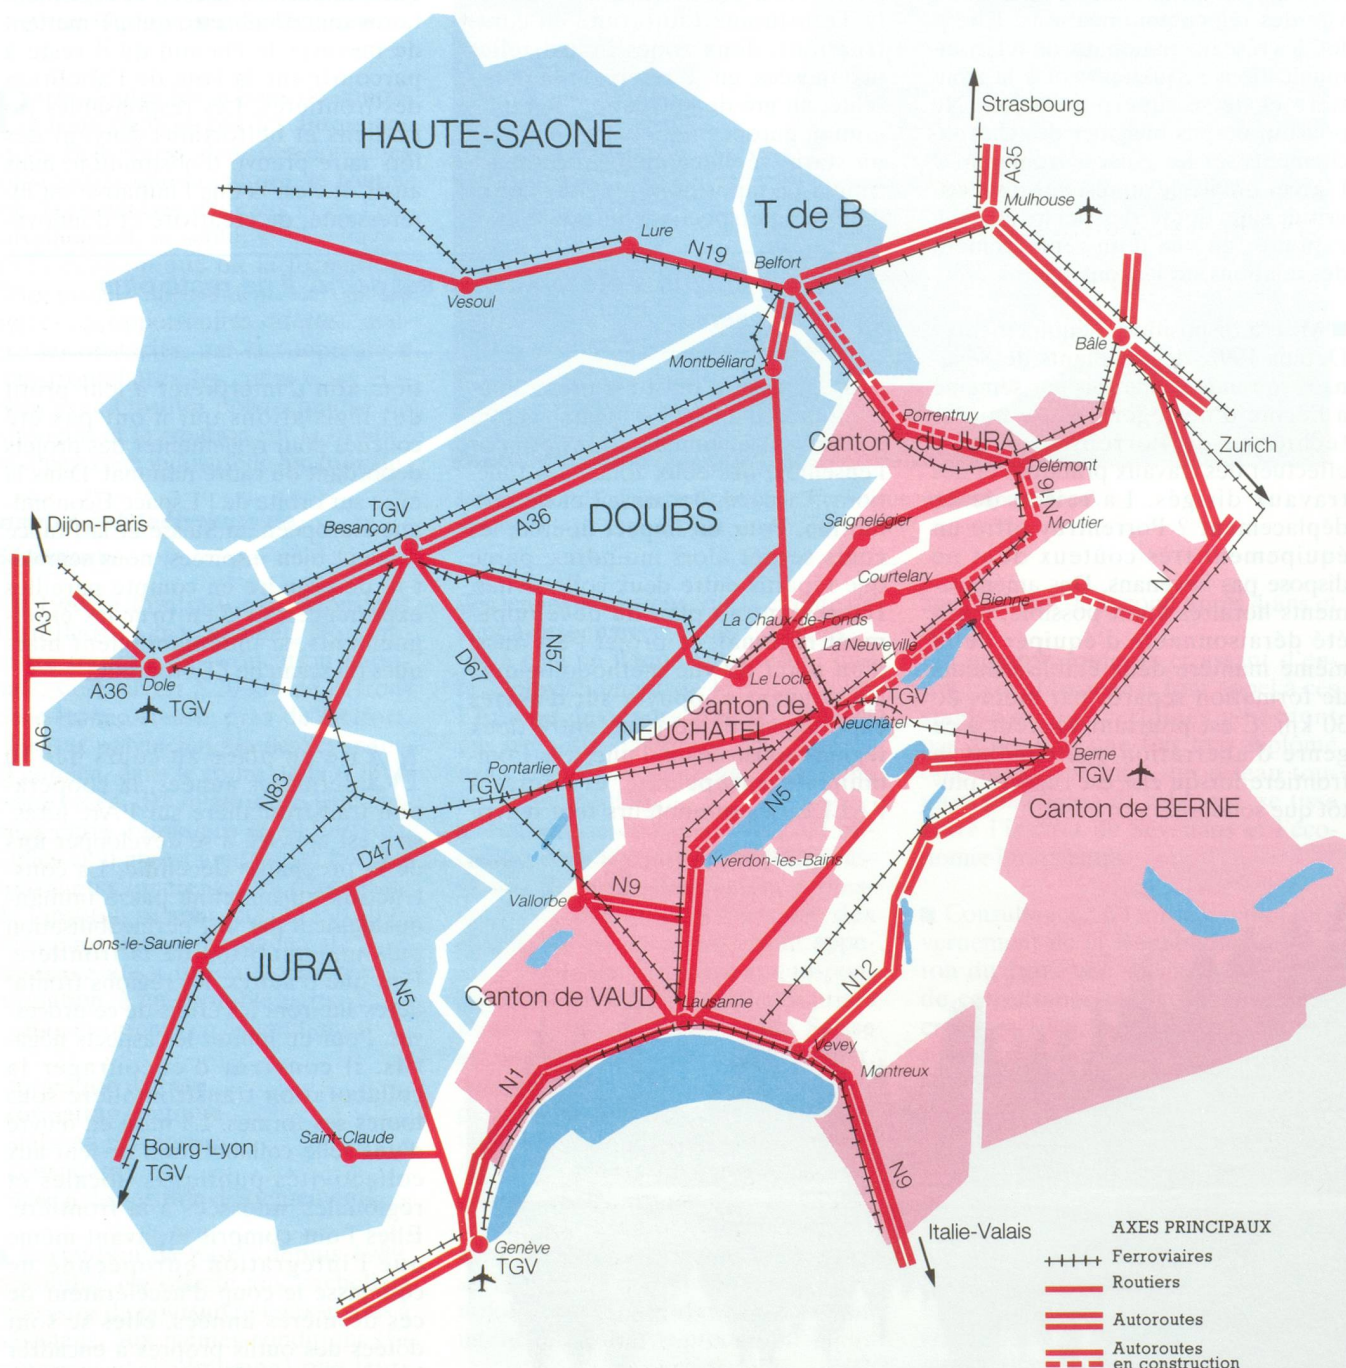 HAUTE-SAONE
Strasbourg
A35
Mulhouse
T de B
Lure
N19
Belfort
Vesoul
Bâle
Montbéliard
Porrentruy
Canton du JURA
Zurich
Delémont
TGV
Besançon
A36
DOUBS
N16
Saignelégier
Moutier
Dijon-Paris
Courtelary
N1
Bienne
A31
La Chaux-de-Fonds
N57
La Neuveville
D67
A36
Dole
Le Locle
TGV
TGV
Canton de
NEUCHATEL
Neuchâtel
A6
Berne
TGV
Pontarlier
TGV
N83
N5
Canton de BERNE
D471
Yverdon-les-Bains
N9
Vallorbe
Lons-le-Saunier
JURA
N5
N12
Canton de VAUD
Lausanne
Vevey
Montreux
N1
Saint-Claude
Bourg-Lyon
TGV
N9
Italie-Valais
Genève
TGV
AXES PRINCIPAUX
Ferroviaires
Routiers
Autoroutes
Autoroutes
en construction